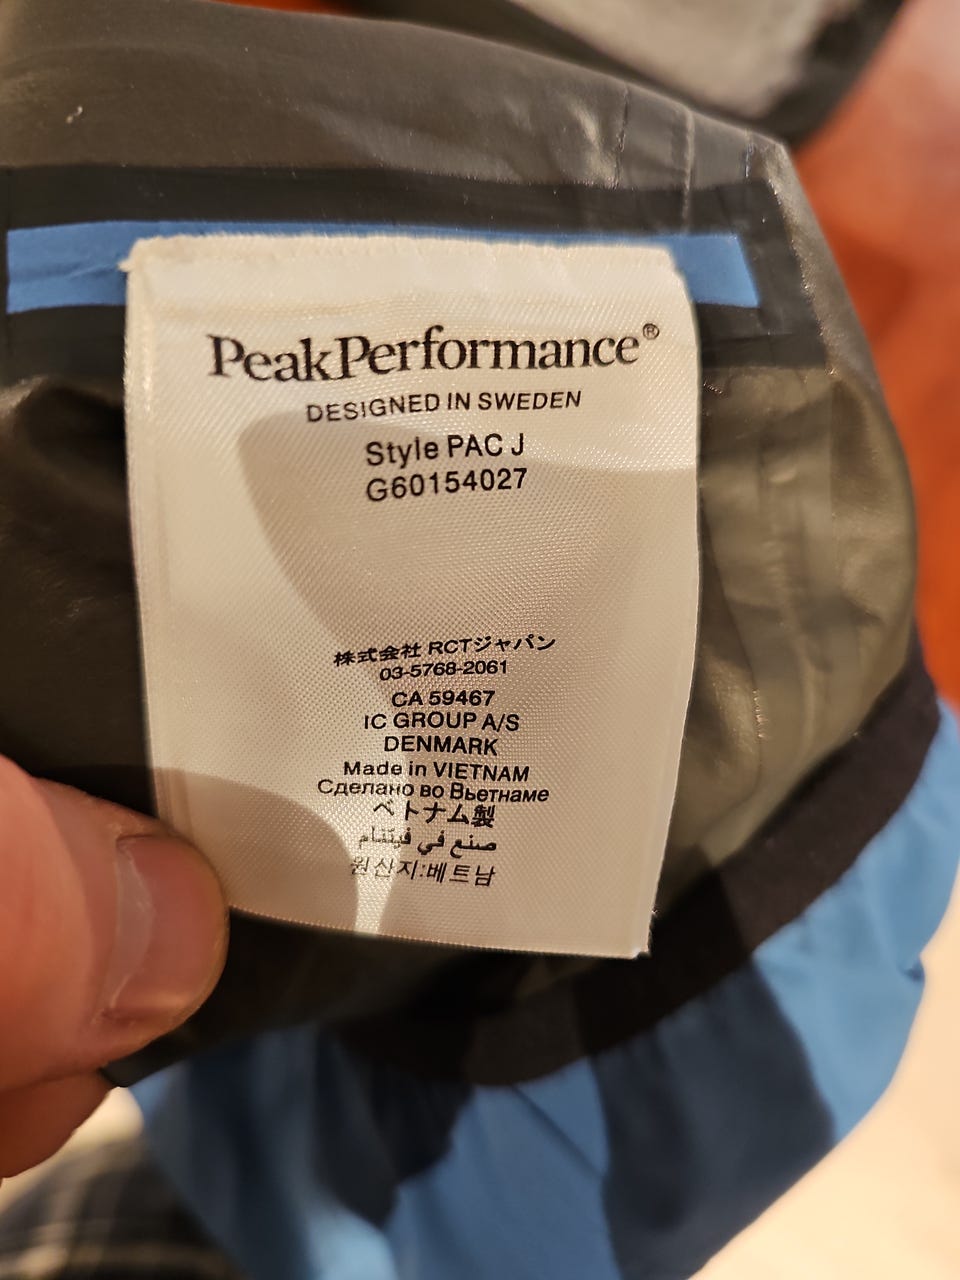 PeakPerformance®
DESIGNED IN SWEDEN
Style PAC J
G60154027
株式会社 RCTジャパン
03-5768-2061
CA 59467
IC GROUP A/S
DENMARK
Made in VIETNAM
Сделано во Вьетнаме
ベトナム製
صنع في فيتنام
원산지:베트남